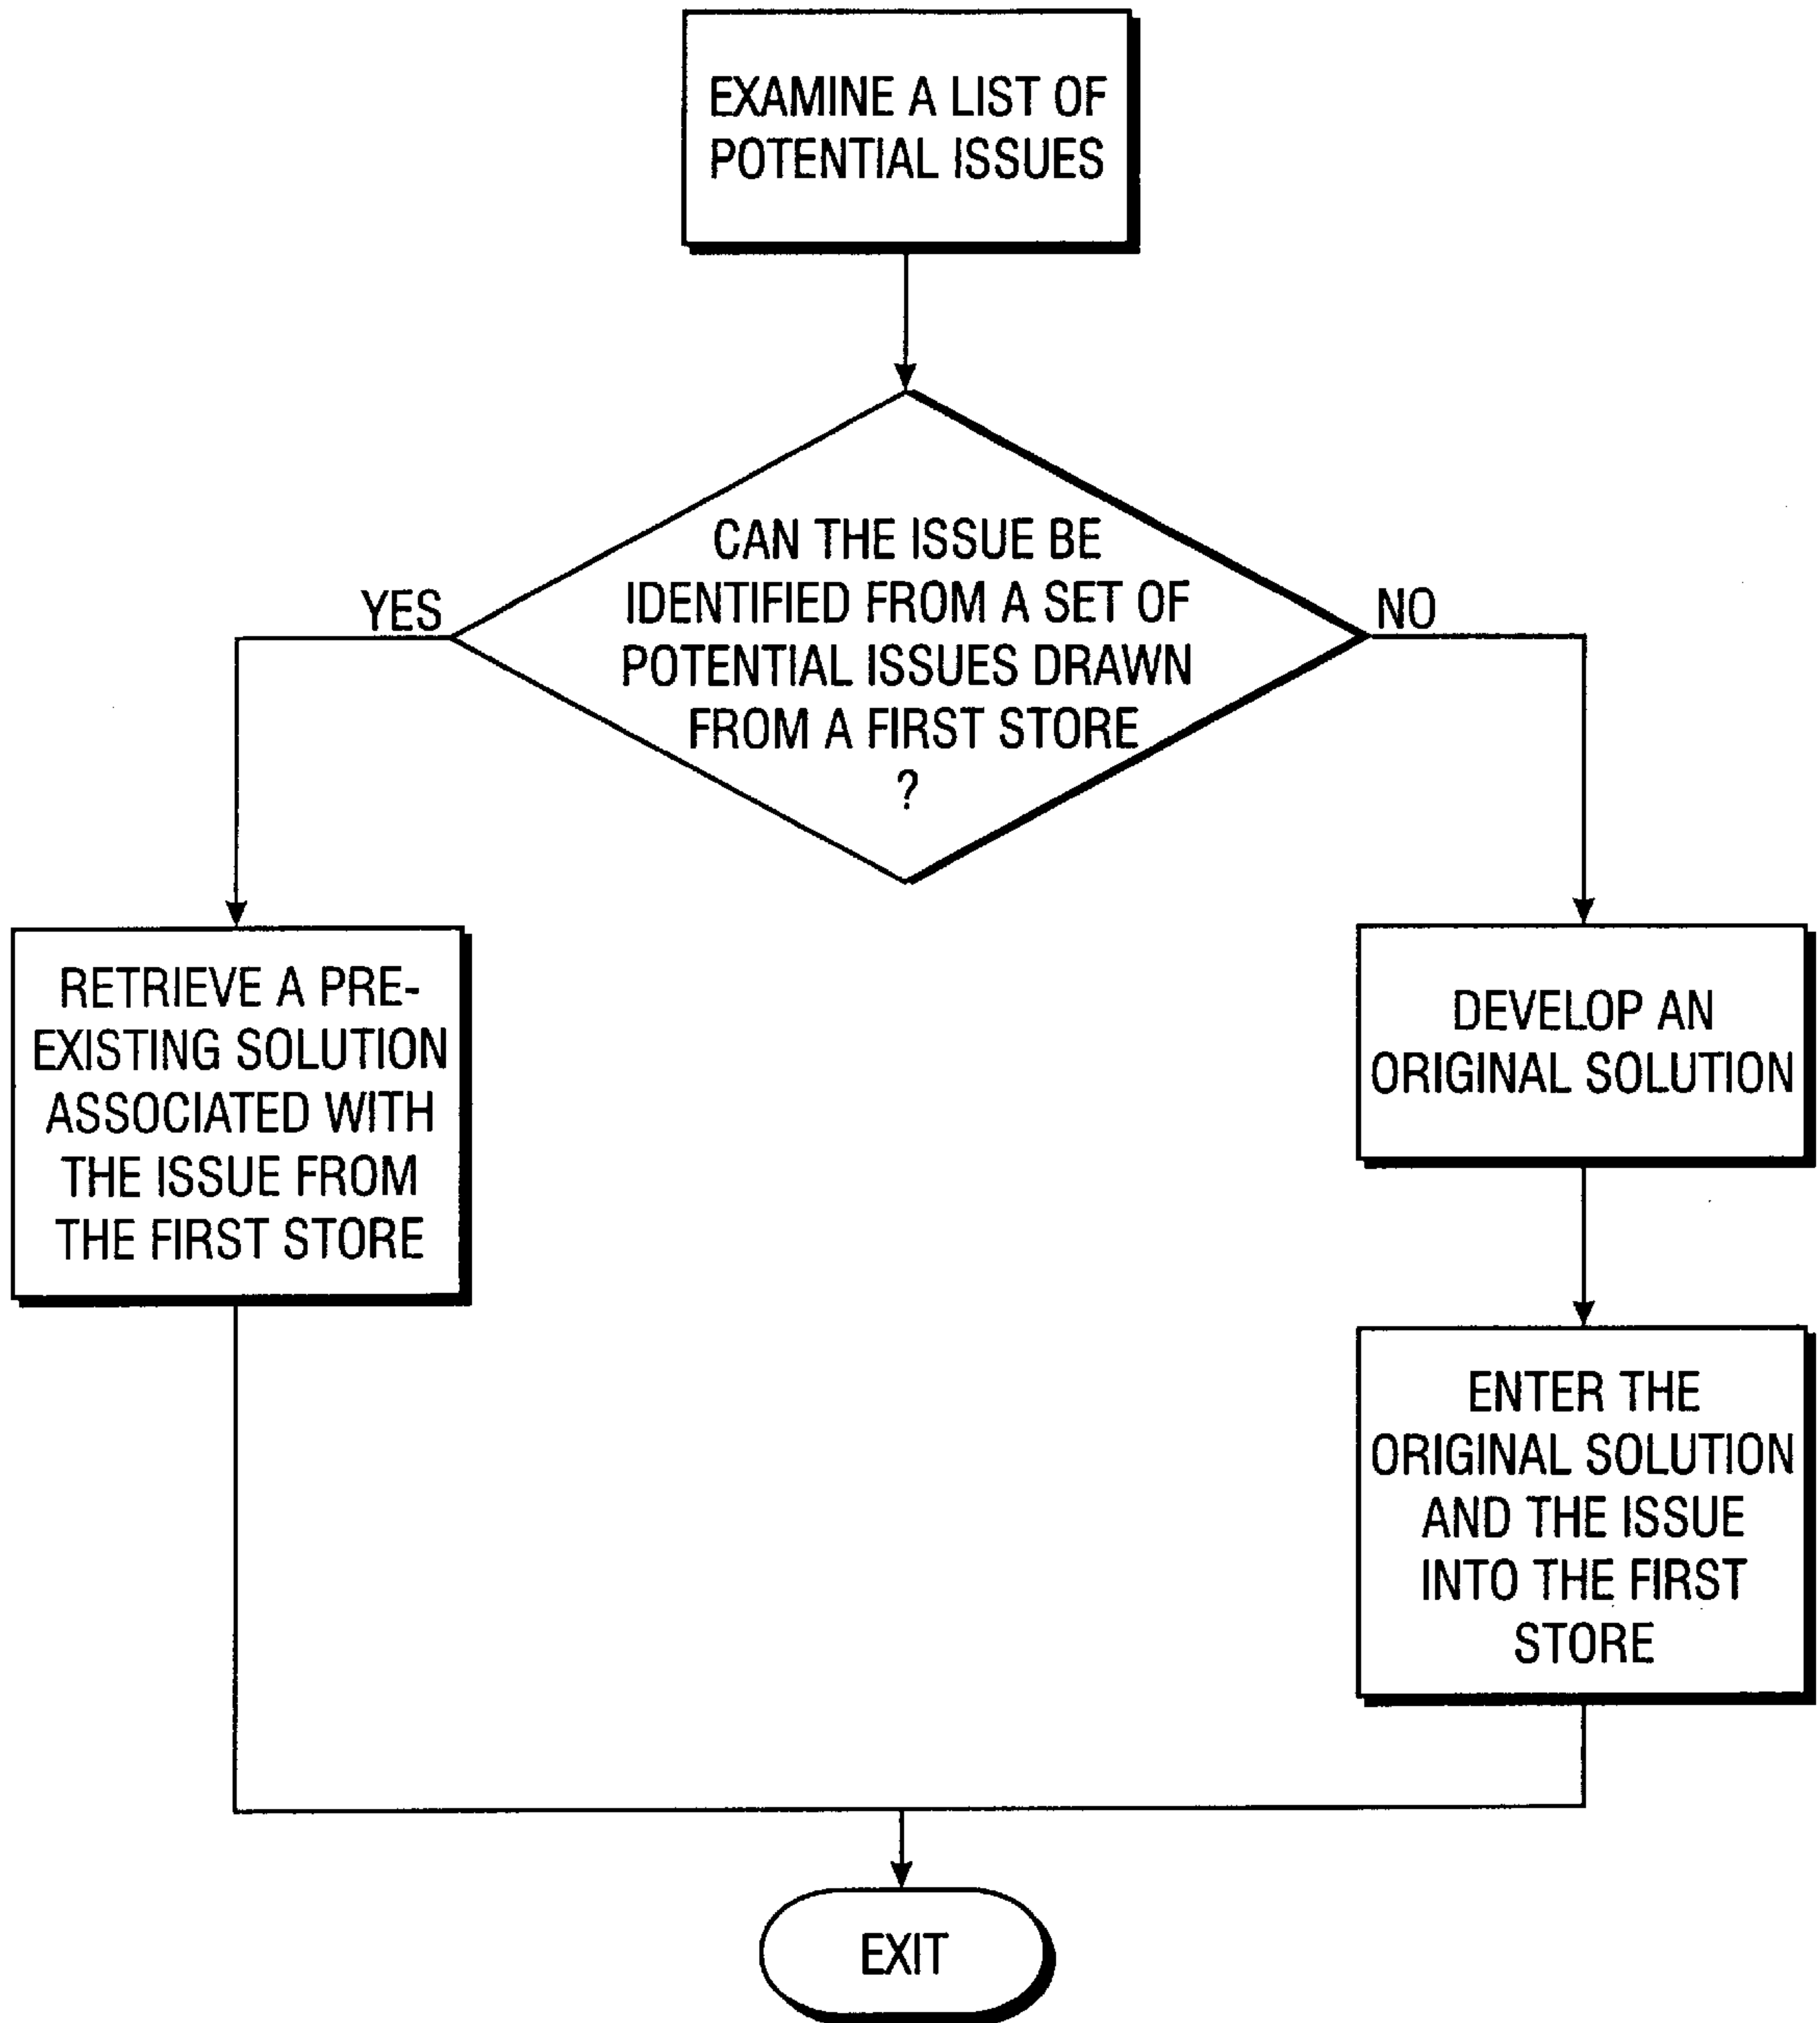 EXAMINE A LIST OF
POTENTIAL ISSUES
CAN THE ISSUE BE
IDENTIFIED FROM A SET OF
POTENTIAL ISSUES DRAWN
FROM A FIRST STORE
?
YES
NO
RETRIEVE A PRE-
EXISTING SOLUTION
ASSOCIATED WITH
THE ISSUE FROM
THE FIRST STORE
DEVELOP AN
ORIGINAL SOLUTION
ENTER THE
ORIGINAL SOLUTION
AND THE ISSUE
INTO THE FIRST
STORE
EXIT